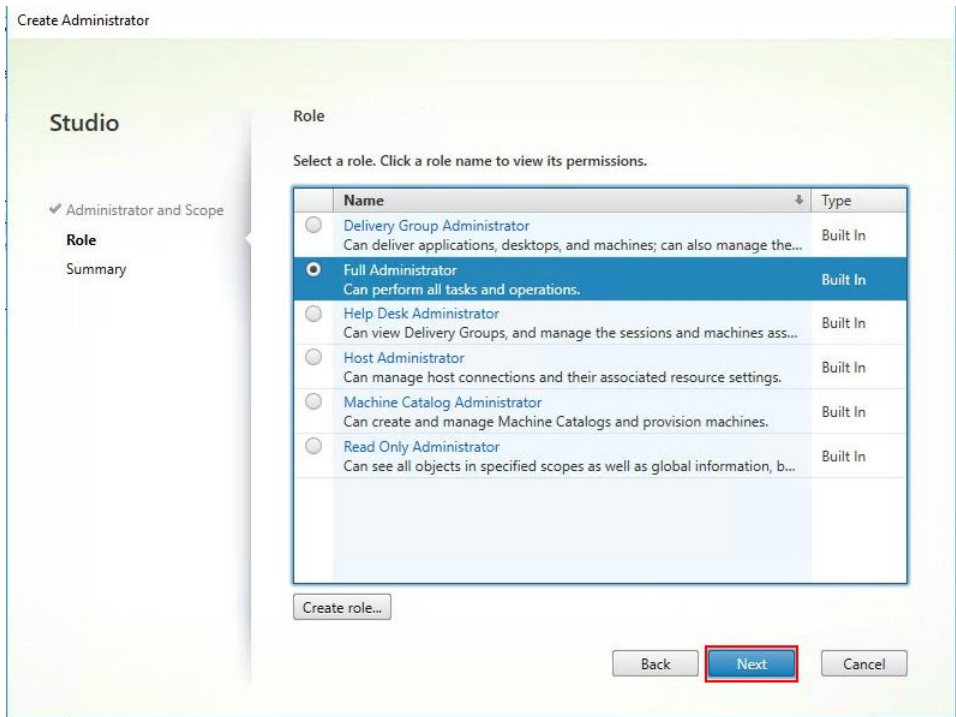 Create Administrator
Studio
Administrator and Scope
Role
Summary
Role
Select a role. Click a role name to view its permissions.
Name Type
Delivery Group Administrator
Can deliver applications, desktops, and machines; can also manage the...
Built In
Full Administrator
Can perform all tasks and operations.
Built In
Help Desk Administrator
Can view Delivery Groups, and manage the sessions and machines ass...
Built In
Host Administrator
Can manage host connections and their associated resource settings.
Built In
Machine Catalog Administrator
Can create and manage Machine Catalogs and provision machines.
Built In
Read Only Administrator
Can see all objects in specified scopes as well as global information, b...
Built In
Create role...
Back Next Cancel